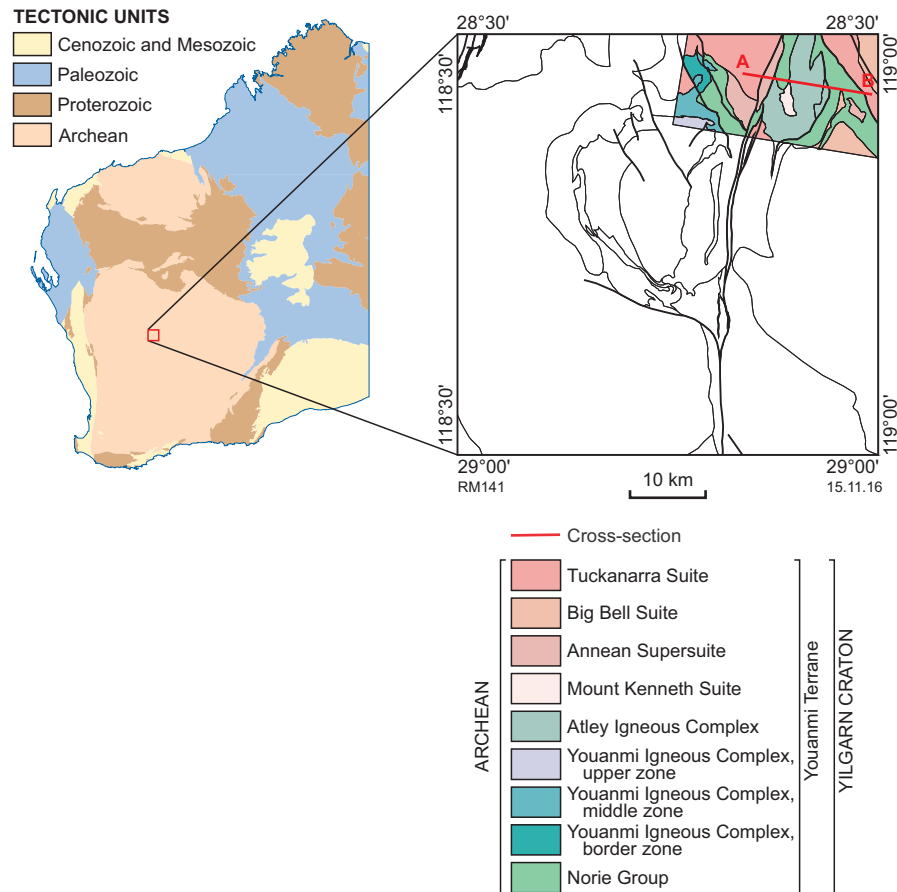 TECTONIC UNITS
Cenozoic and Mesozoic
Paleozoic
Proterozoic
Archean
28°30'
28°30'
118°30'
119°00'
A
B
118°30'
119°00'
29°00'
29°00'
RM141
15.11.16
10 km
Cross-section
Tuckanarra Suite
Big Bell Suite
Annean Supersuite
Mount Kenneth Suite
Atley Igneous Complex
Youanmi Igneous Complex,
upper zone
Youanmi Igneous Complex,
middle zone
Youanmi Igneous Complex,
border zone
Norie Group
ARCHEAN
Youanmi Terrane
YILGARN CRATON